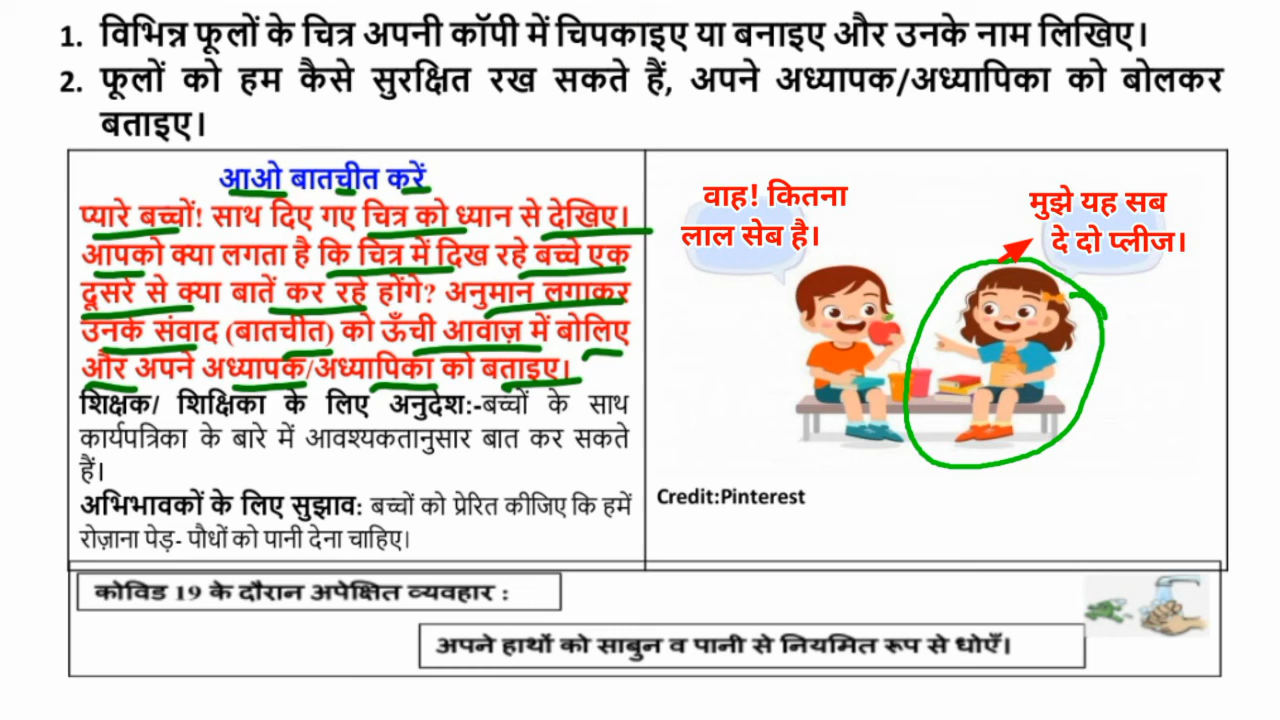 1. विभिन्न फूलों के चित्र अपनी कॉपी में चिपकाइए या बनाइए और उनके नाम लिखिए।
2. फूलों को हम कैसे सुरक्षित रख सकते हैं, अपने अध्यापक/अध्यापिका को बोलकर
बताइए।
आओ बातचीत करें
प्यारे बच्चों! साथ दिए गए चित्र को ध्यान से देखिए।
आपको क्या लगता है कि चित्र में दिख रहे बच्चे एक
दूसरे से क्या बातें कर रहे होंगे? अनुमान लगाकर
उनके संवाद (बातचीत) को ऊँची आवाज़ में बोलिए
और अपने अध्यापक/अध्यापिका को बताइए।
शिक्षक/ शिक्षिका के लिए अनुदेश:-बच्चों के साथ
कार्यपत्रिका के बारे में आवश्यकतानुसार बात कर सकते
हैं।
अभिभावकों के लिए सुझाव: बच्चों को प्रेरित कीजिए कि हमें
रोज़ाना पेड़- पौधों को पानी देना चाहिए।
वाह! कितना
लाल सेब है।
मुझे यह सब
दे दो प्लीज।
Credit:Pinterest
कोविड 19 के दौरान अपेक्षित व्यवहार :
अपने हाथों को साबुन व पानी से नियमित रूप से धोएँ।